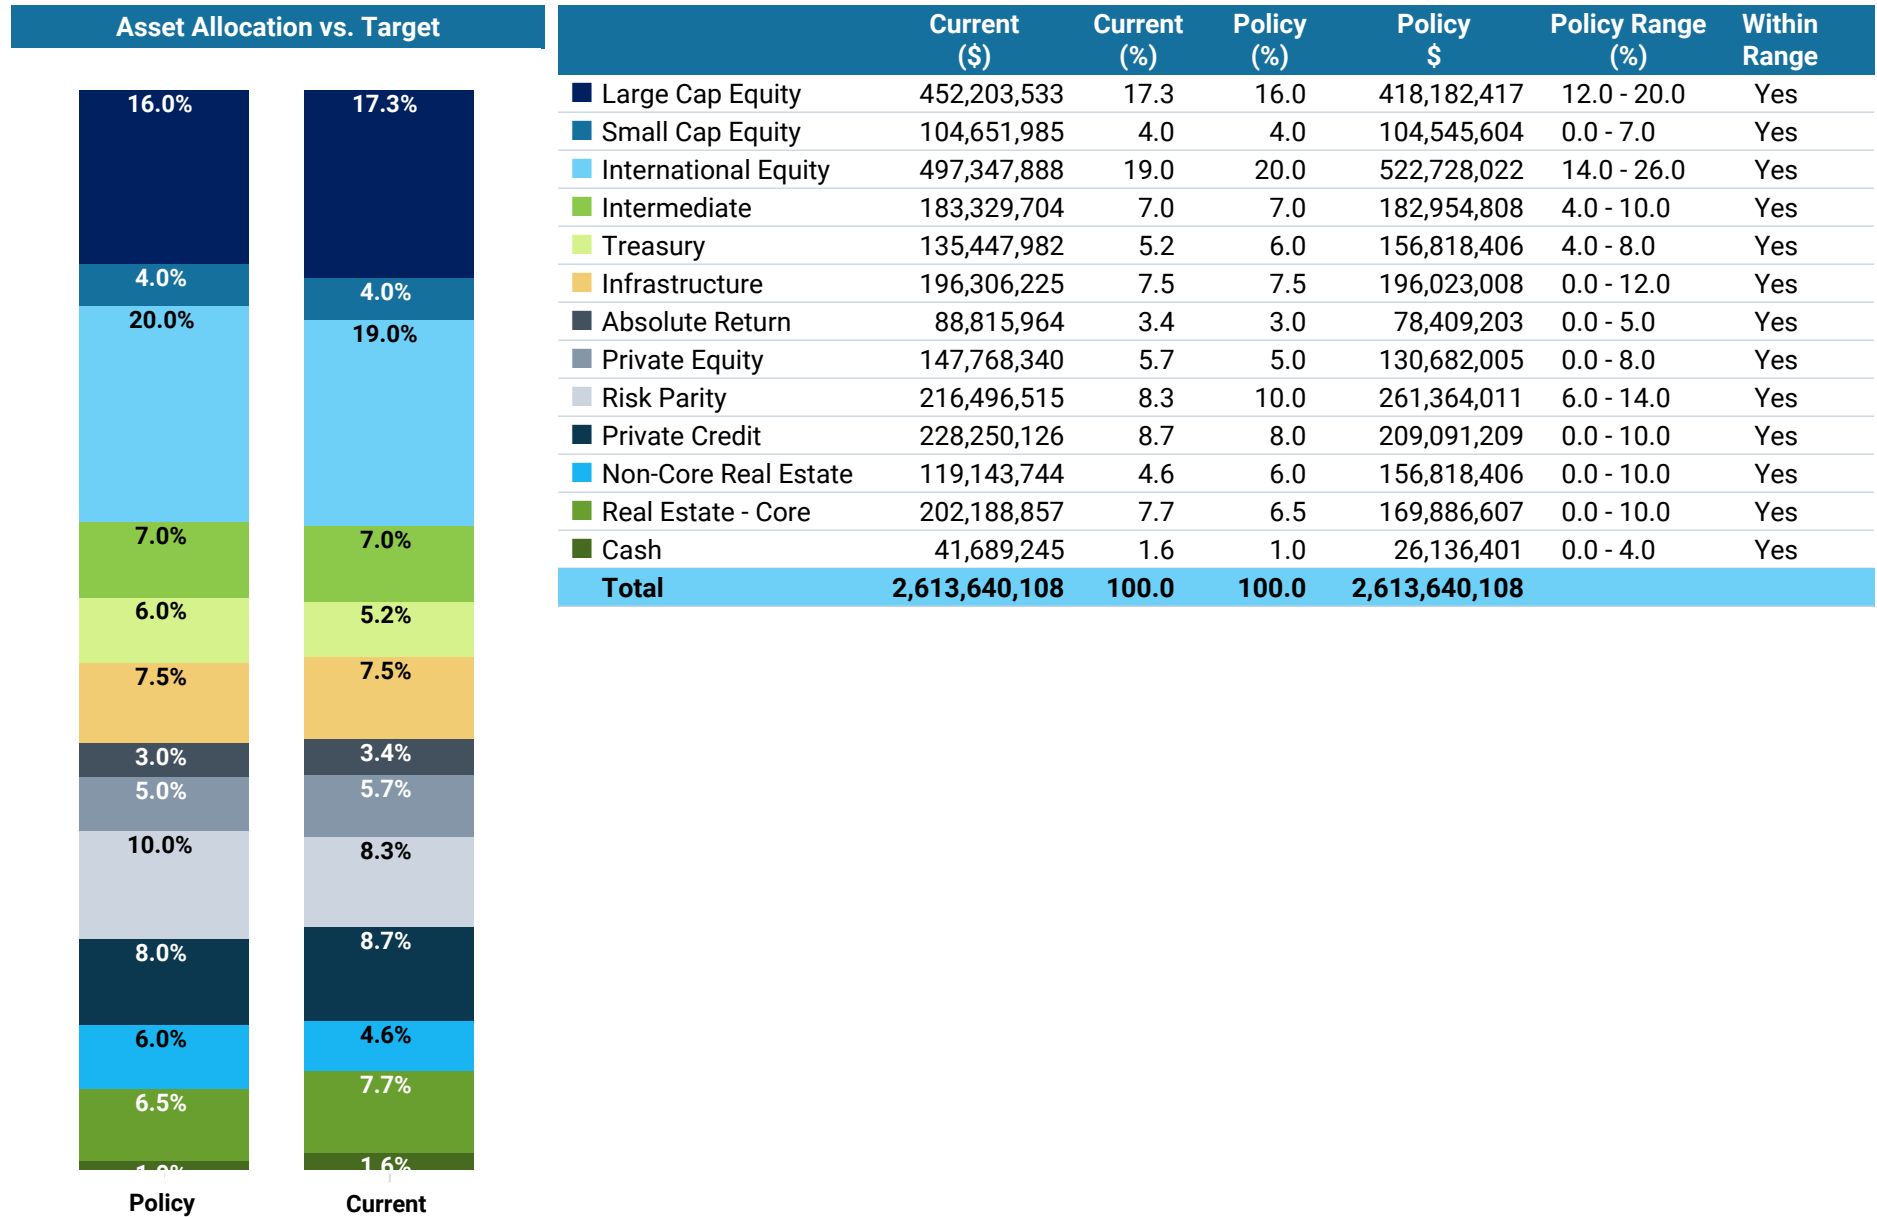 Asset Allocation vs. Target
16.0%
4.0%
20.0%
7.0%
6.0%
7.5%
3.0%
5.0%
10.0%
8.0%
6.0%
6.5%
Policy
17.3%
4.0%
19.0%
7.0%
5.2%
7.5%
3.4%
5.7%
8.3%
8.7%
4.6%
7.7%
1.6%
Current
Current ($) Current (%) Policy (%) Policy $ Policy Range (%) Within Range
Large Cap Equity 452,203,533 17.3 16.0 418,182,417 12.0 - 20.0 Yes
Small Cap Equity 104,651,985 4.0 4.0 104,545,604 0.0 - 7.0 Yes
International Equity 497,347,888 19.0 20.0 522,728,022 14.0 - 26.0 Yes
Intermediate 183,329,704 7.0 7.0 182,954,808 4.0 - 10.0 Yes
Treasury 135,447,982 5.2 6.0 156,818,406 4.0 - 8.0 Yes
Infrastructure 196,306,225 7.5 7.5 196,023,008 0.0 - 12.0 Yes
Absolute Return 88,815,964 3.4 3.0 78,409,203 0.0 - 5.0 Yes
Private Equity 147,768,340 5.7 5.0 130,682,005 0.0 - 8.0 Yes
Risk Parity 216,496,515 8.3 10.0 261,364,011 6.0 - 14.0 Yes
Private Credit 228,250,126 8.7 8.0 209,091,209 0.0 - 10.0 Yes
Non-Core Real Estate 119,143,744 4.6 6.0 156,818,406 0.0 - 10.0 Yes
Real Estate - Core 202,188,857 7.7 6.5 169,886,607 0.0 - 10.0 Yes
Cash 41,689,245 1.6 1.0 26,136,401 0.0 - 4.0 Yes
Total 2,613,640,108 100.0 100.0 2,613,640,108